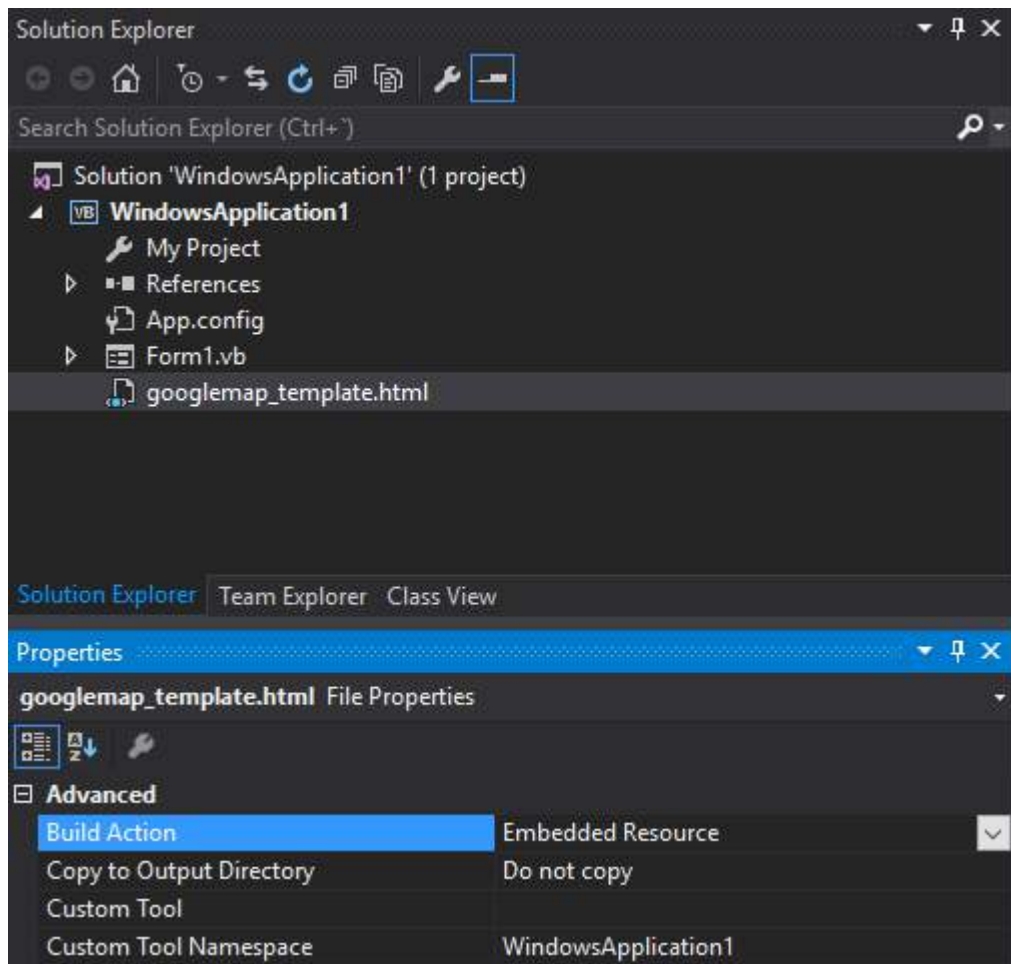 Solution Explorer
Search Solution Explorer (Ctrl+`)
Solution 'WindowsApplication1' (1 project)
VB WindowsApplication1
My Project
References
App.config
Form1.vb
googlemap_template.html
Solution Explorer Team Explorer Class View
Properties
googlemap_template.html File Properties
AZ
Advanced
Build Action Embedded Resource
Copy to Output Directory Do not copy
Custom Tool
Custom Tool Namespace WindowsApplication1